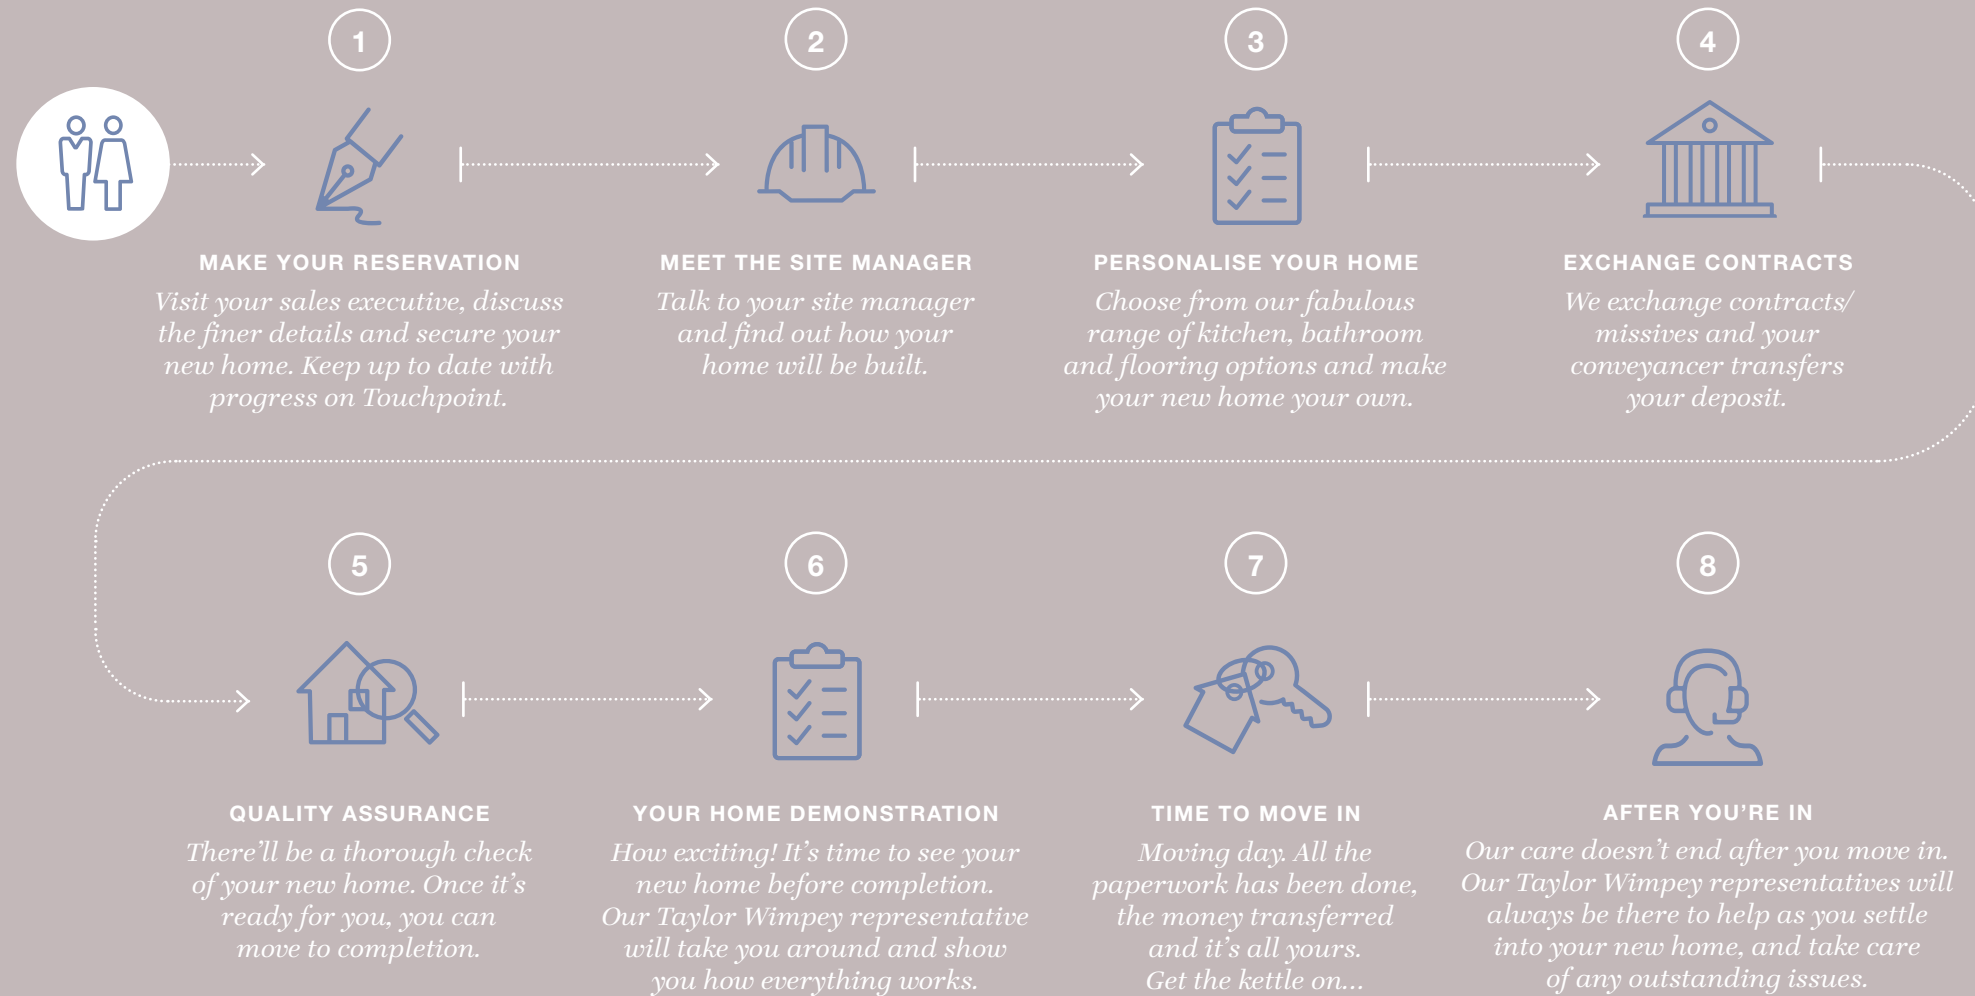 1
MAKE YOUR RESERVATION
Visit your sales executive, discuss
the finer details and secure your
new home. Keep up to date with
progress on Touchpoint.
2
MEET THE SITE MANAGER
Talk to your site manager
and find out how your
home will be built.
3
PERSONALISE YOUR HOME
Choose from our fabulous
range of kitchen, bathroom
and flooring options and make
your new home your own.
4
EXCHANGE CONTRACTS
We exchange contracts/
missives and your
conveyancer transfers
your deposit.
5
QUALITY ASSURANCE
There’ll be a thorough check
of your new home. Once it’s
ready for you, you can
move to completion.
6
YOUR HOME DEMONSTRATION
How exciting! It’s time to see your
new home before completion.
Our Taylor Wimpey representative
will take you around and show
you how everything works.
7
TIME TO MOVE IN
Moving day. All the
paperwork has been done,
the money transferred
and it’s all yours.
Get the kettle on...
8
AFTER YOU’RE IN
Our care doesn’t end after you move in.
Our Taylor Wimpey representatives will
always be there to help as you settle
into your new home, and take care
of any outstanding issues.